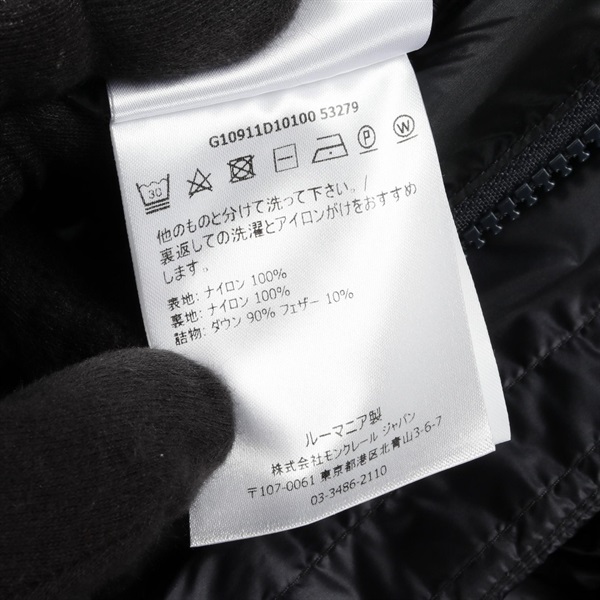 G10911D10100 53279
30
P
W
他のものと分けて洗って下さい。/
裏返しての洗濯とアイロンがけをおすすめ
します。
表地: ナイロン 100%
裏地: ナイロン 100%
詰物: ダウン 90% フェザー 10%
ルーマニア製
株式会社モンクレール ジャパン
〒107-0061 東京都港区北青山3-6-7
03-3486-2110